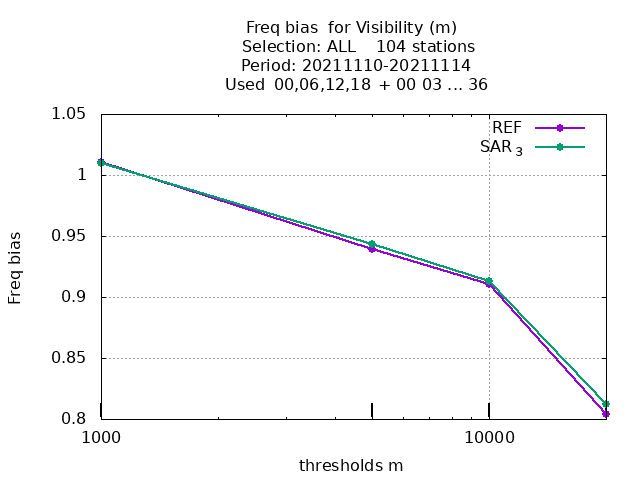 Freq bias  for Visibility (m)
Selection: ALL    104 stations
Period: 20211110-20211114
Used  00,06,12,18  + 00 03 ... 36
REF
SAR 3
1.05
1
0.95
0.9
0.85
0.8
Freq bias
1000
10000
thresholds m